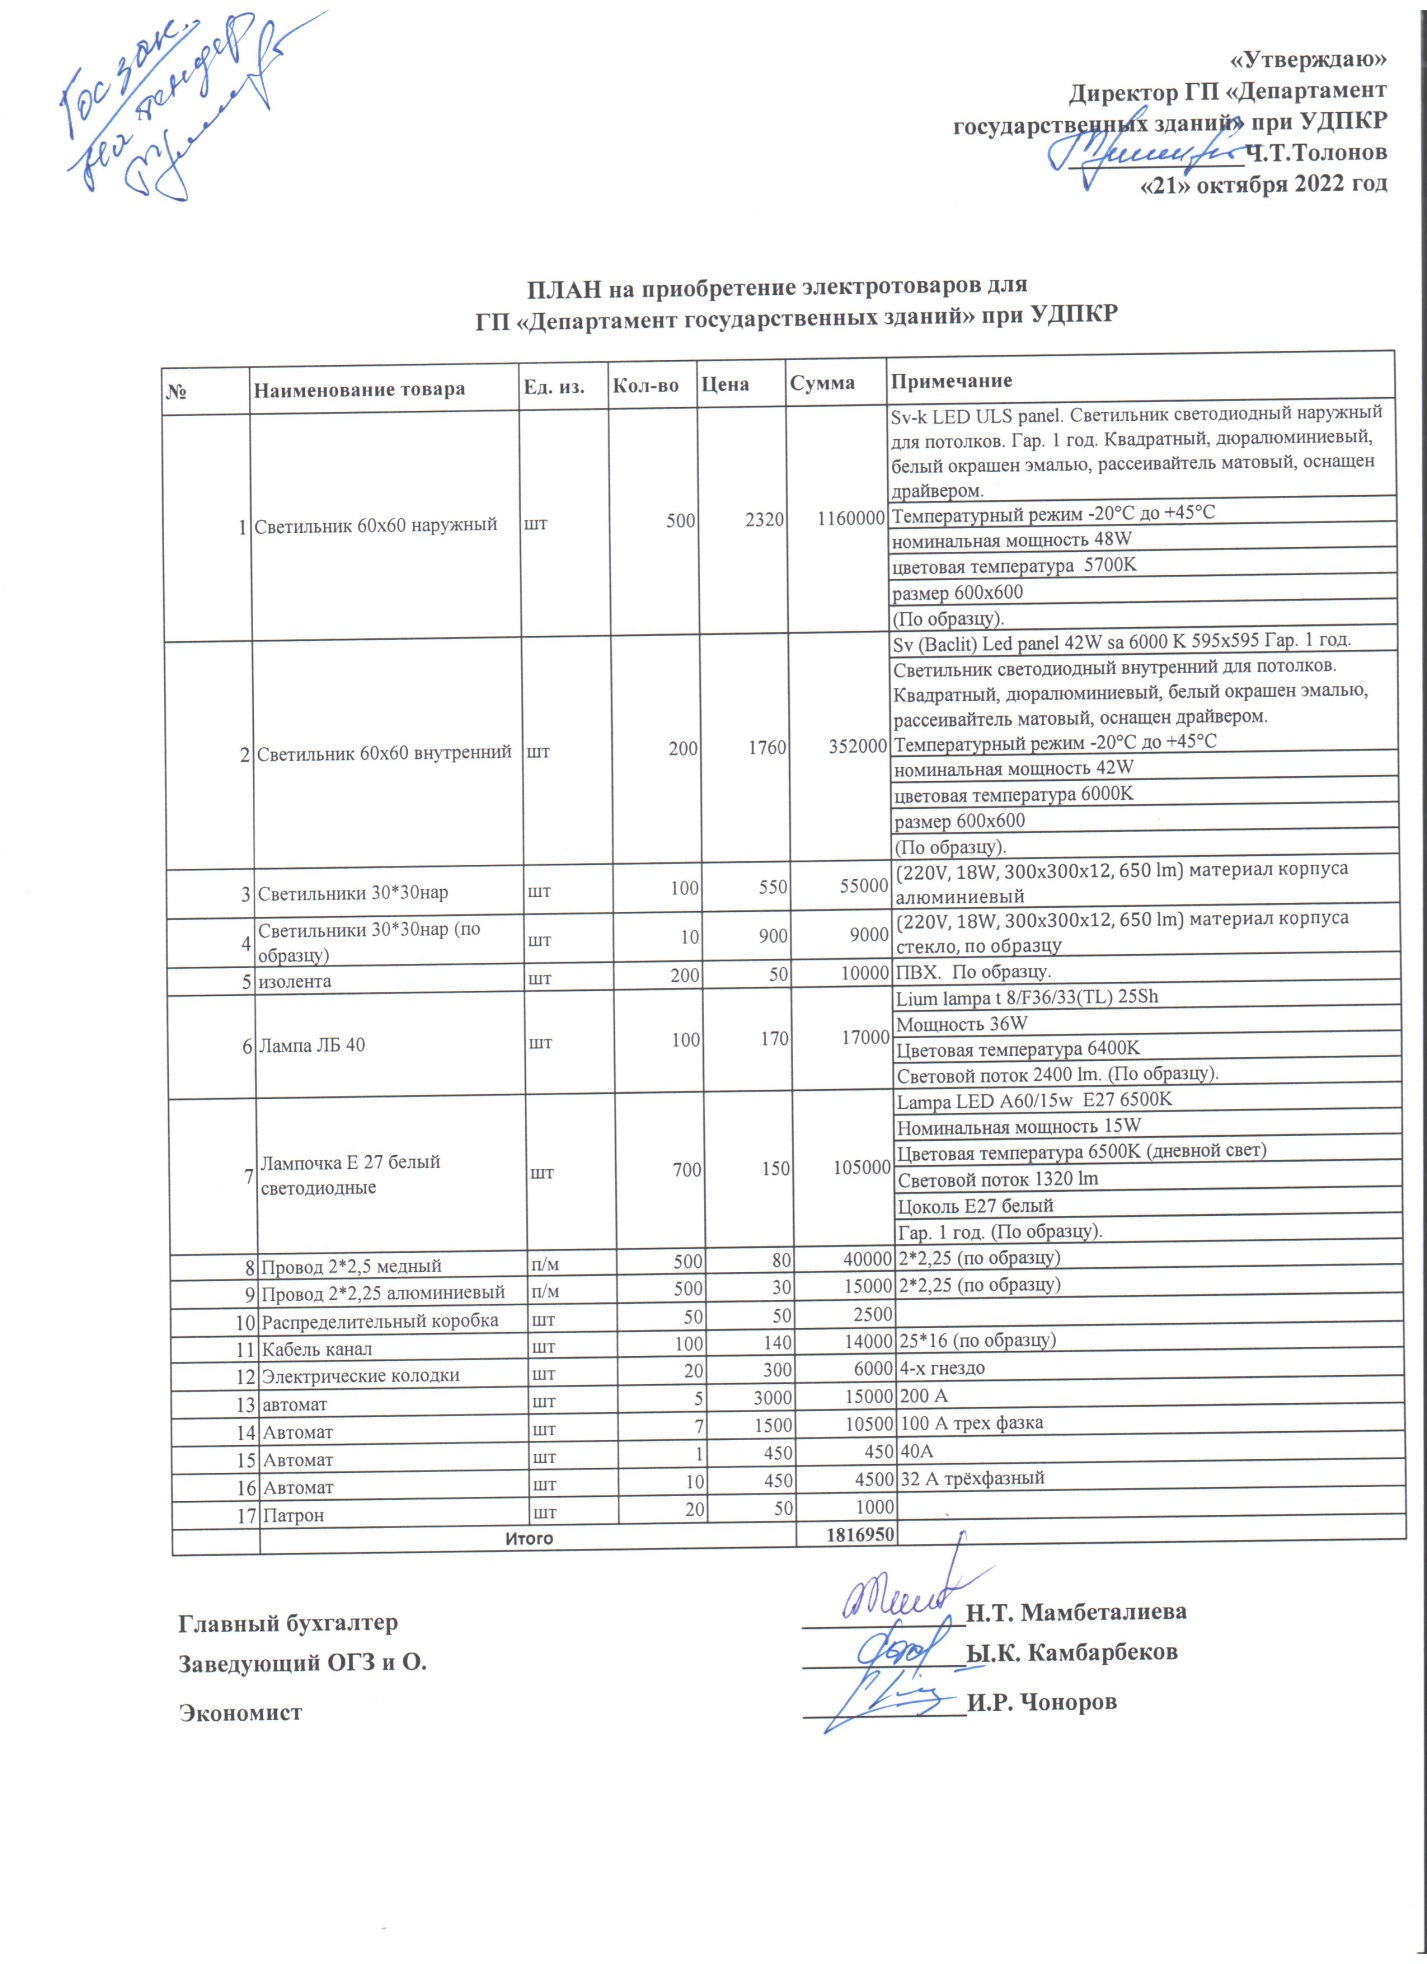 Гос зак.
на тендер
«Утверждаю»
Директор ГП «Департамент
государственных зданий» при УДПКР
Ч.Т.Толонов
«21» октября 2022 год
ПЛАН на приобретение электротоваров для
ГП «Департамент государственных зданий» при УДПКР
№ Наименование товара Ед. из. Кол-во Цена Сумма Примечание
1 Светильник 60х60 наружный шт 500 2320 1160000
Sv-k LED ULS panel. Светильник светодиодный наружный
для потолков. Гар. 1 год. Квадратный, дюралюминиевый,
белый окрашен эмалью, рассеивайтель матовый, оснащен
драйвером.
Температурный режим -20°С до +45°С
номинальная мощность 48W
цветовая температура 5700K
размер 600х600
(По образцу).
2 Светильник 60х60 внутренний шт 200 1760 352000
Sv (Baclit) Led panel 42W sa 6000 K 595x595 Гар. 1 год.
Светильник светодиодный внутренний для потолков.
Квадратный, дюралюминиевый, белый окрашен эмалью,
рассеивайтель матовый, оснащен драйвером.
Температурный режим -20°С до +45°С
номинальная мощность 42W
цветовая температура 6000K
размер 600х600
(По образцу).
3 Светильники 30*30нар шт 100 550 55000 (220V, 18W, 300x300x12, 650 lm) материал корпуса
алюминиевый
4 Светильники 30*30нар (по
образцу) шт 10 900 9000 (220V, 18W, 300x300x12, 650 lm) материал корпуса
стекло, по образцу
5 изолента шт 200 50 10000 ПВХ. По образцу.
6 Лампа ЛБ 40 шт 100 170 17000
Lium lampa t 8/F36/33(TL) 25Sh
Мощность 36W
Цветовая температура 6400K
Световой поток 2400 lm. (По образцу).
7 Лампочка Е 27 белый
светодиодные шт 700 150 105000
Lampa LED A60/15w E27 6500K
Номинальная мощность 15W
Цветовая температура 6500K (дневной свет)
Световой поток 1320 lm
Цоколь E27 белый
Гар. 1 год. (По образцу).
8 Провод 2*2,5 медный п/м 500 80 40000 2*2,25 (по образцу)
9 Провод 2*2,25 алюминиевый п/м 500 30 15000 2*2,25 (по образцу)
10 Распределительный коробка шт 50 50 2500
11 Кабель канал шт 100 140 14000 25*16 (по образцу)
12 Электрические колодки шт 20 300 6000 4-х гнездо
13 автомат шт 5 3000 15000 200 А
14 Автомат шт 7 1500 10500 100 А трех фазка
15 Автомат шт 1 450 450 40А
16 Автомат шт 10 450 4500 32 А трёхфазный
17 Патрон шт 20 50 1000
Итого 1816950
Главный бухгалтер Н.Т. Мамбеталиева
Заведующий ОГЗ и О. Ы.К. Камбарбеков
Экономист И.Р. Чоноров